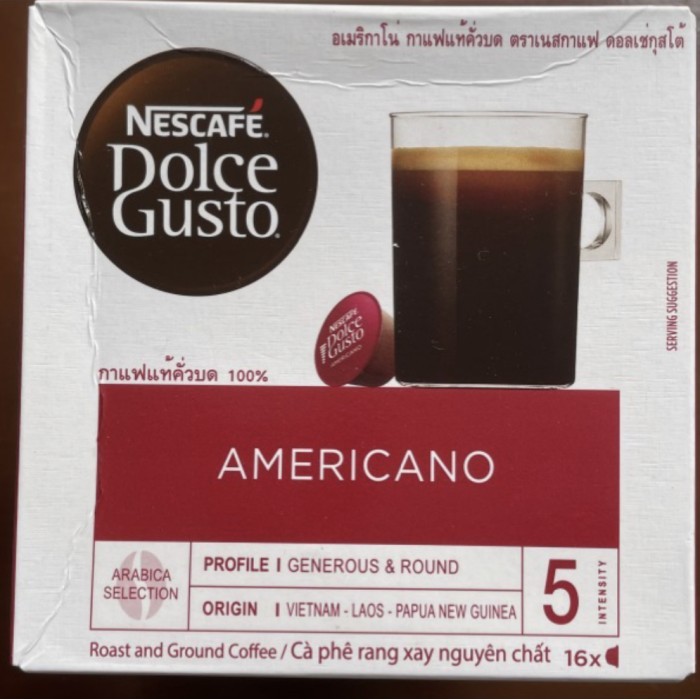 อเมริกาโน่ กาแฟแท้คั่วบด ตราเนสกาแฟ ดอลเช่กุสโต้
NESCAFÉ.
Dolce
Gusto
NESCAFÉ
Dolce
Gusto
AMERICANO
SERVING SUGGESTION
กาแฟแท้คั่วบด 100%
AMERICANO
ARABICA
SELECTION
PROFILE I GENEROUS & ROUND
ORIGIN I VIETNAM - LAOS - PAPUA NEW GUINEA
5
INTENSITY
Roast and Ground Coffee / Cà phê rang xay nguyên chất 16x